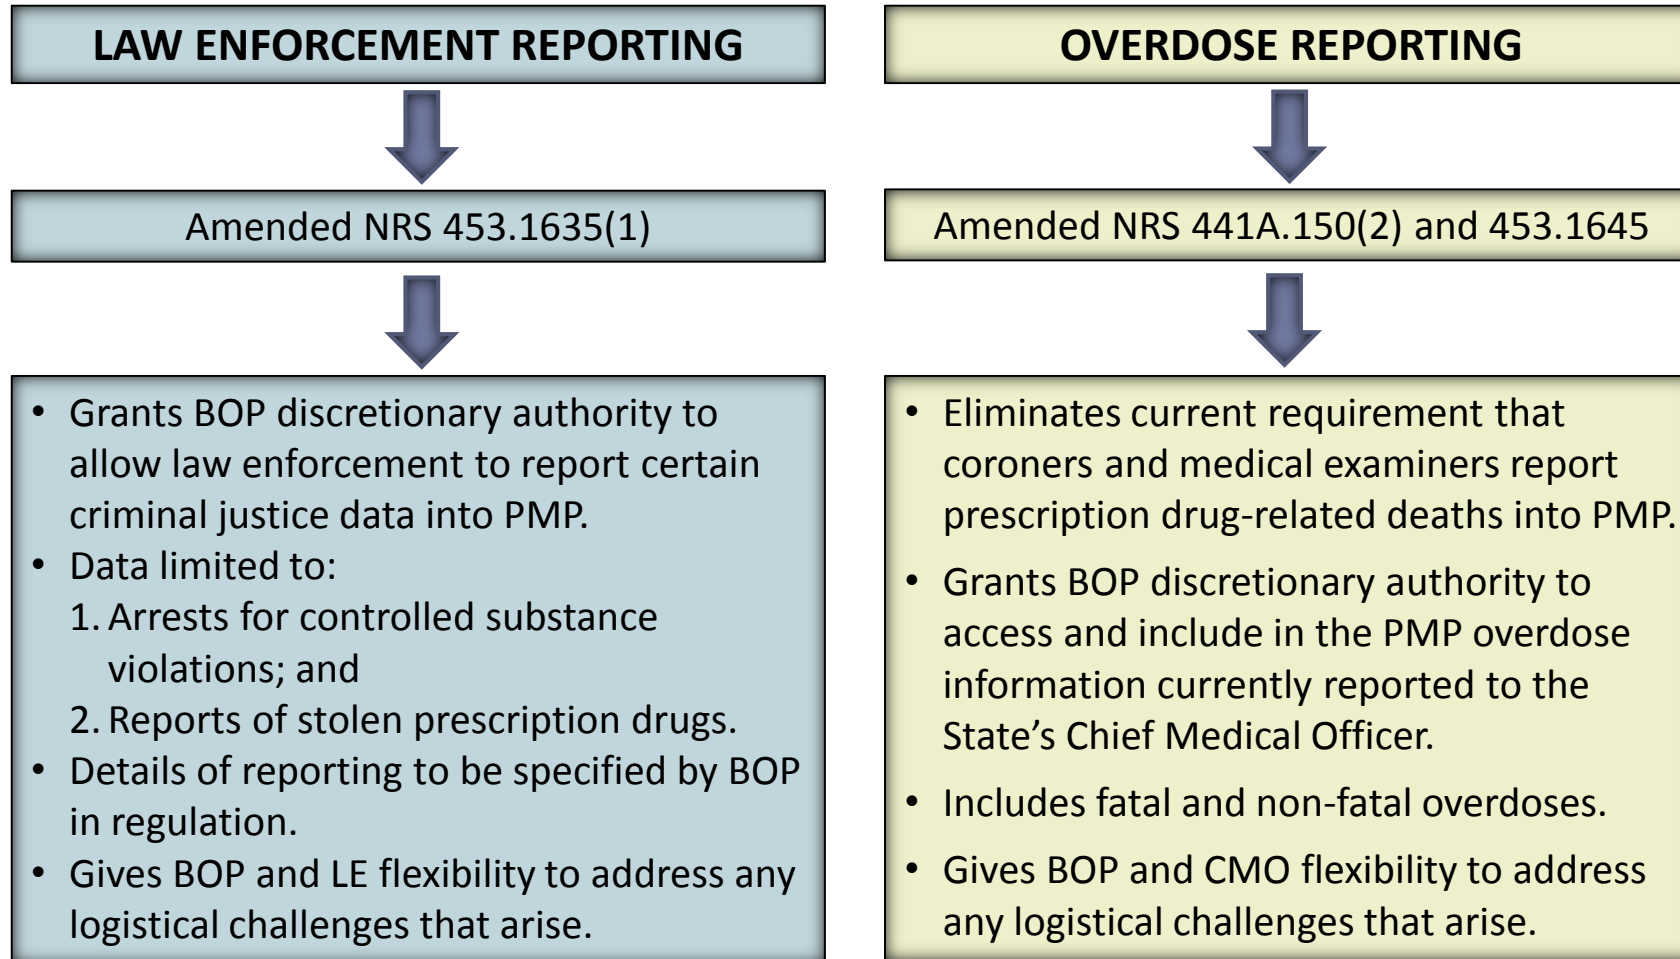 LAW ENFORCEMENT REPORTING
Amended NRS 453.1635(1)
• Grants BOP discretionary authority to
allow law enforcement to report certain
criminal justice data into PMP.
• Data limited to:
1. Arrests for controlled substance
violations; and
2. Reports of stolen prescription drugs.
• Details of reporting to be specified by BOP
in regulation.
• Gives BOP and LE flexibility to address any
logistical challenges that arise.
OVERDOSE REPORTING
Amended NRS 441A.150(2) and 453.1645
• Eliminates current requirement that
coroners and medical examiners report
prescription drug-related deaths into PMP.
• Grants BOP discretionary authority to
access and include in the PMP overdose
information currently reported to the
State’s Chief Medical Officer.
• Includes fatal and non-fatal overdoses.
• Gives BOP and CMO flexibility to address
any logistical challenges that arise.